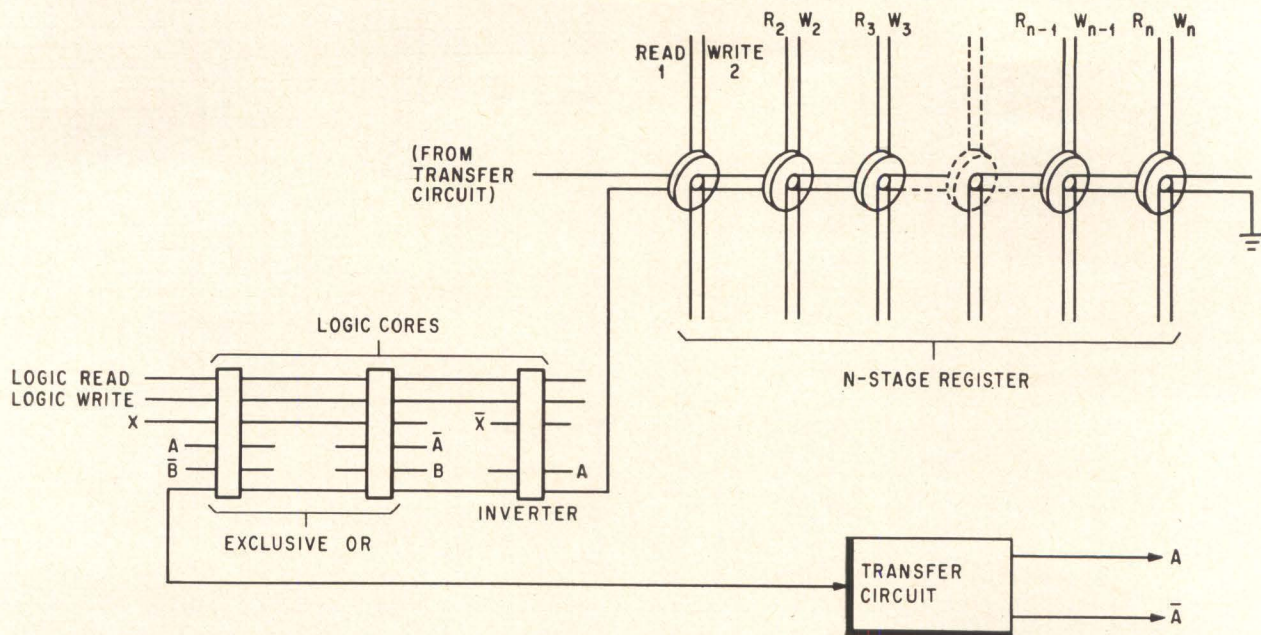 R2 W2
R3 W3
Rn-1 Wn-1
Rn Wn
READ WRITE
1 2
(FROM
TRANSFER
CIRCUIT)
N-STAGE REGISTER
LOGIC CORES
LOGIC READ
LOGIC WRITE
X
X̄
A
Ā
B̄
B
A
INVERTER
EXCLUSIVE OR
TRANSFER
CIRCUIT
A
Ā